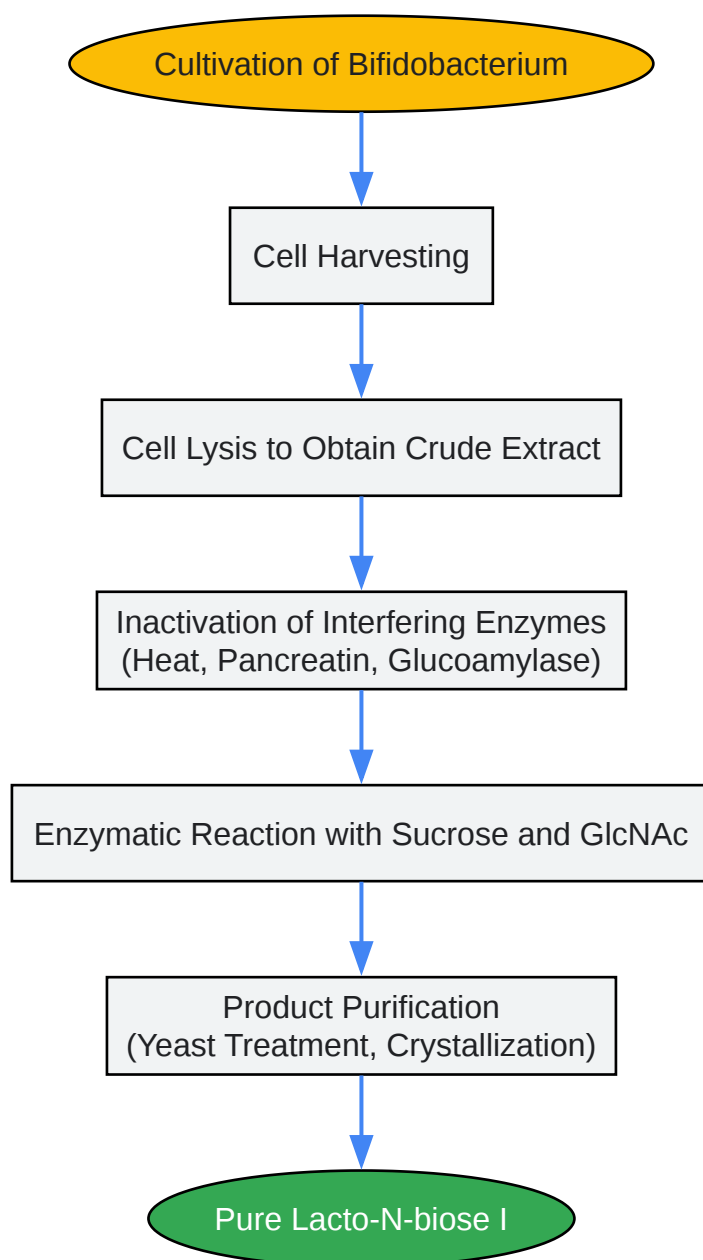 Cultivation of Bifidobacterium
Cell Harvesting
Cell Lysis to Obtain Crude Extract
Inactivation of Interfering Enzymes
(Heat, Pancreatin, Glucoamylase)
Enzymatic Reaction with Sucrose and GlcNAc
Product Purification
(Yeast Treatment, Crystallization)
Pure Lacto-N-biose I